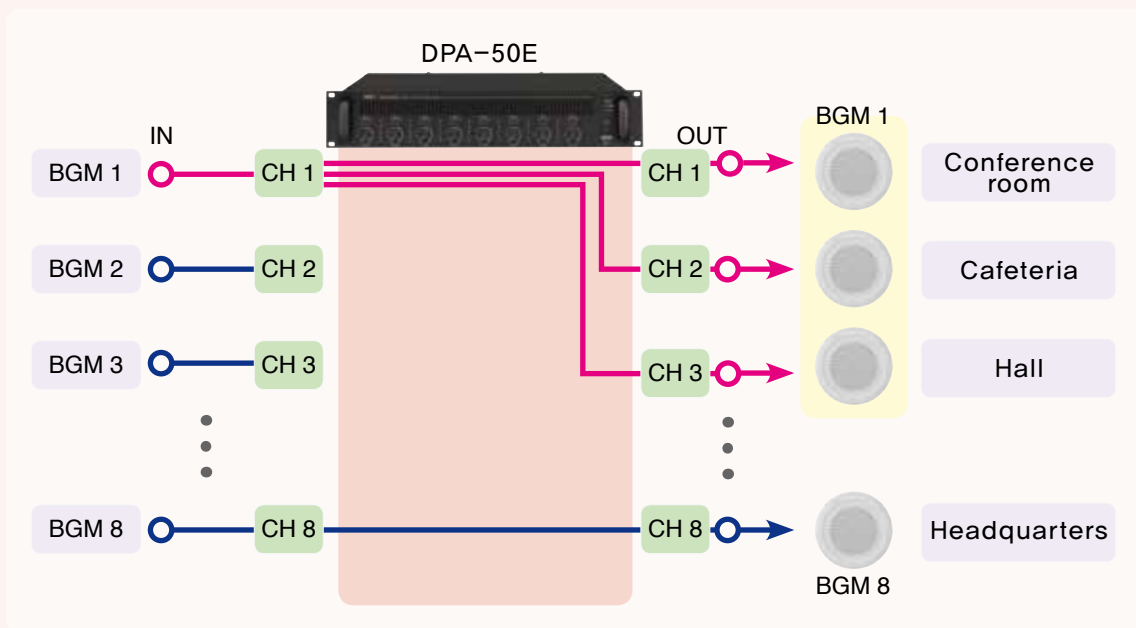 DPA-50E
IN
OUT
BGM 1
BGM 1
CH 1
CH 1
Conference
room
BGM 2
CH 2
CH 2
Cafeteria
BGM 3
CH 3
CH 3
Hall
BGM 8
CH 8
CH 8
Headquarters
BGM 8